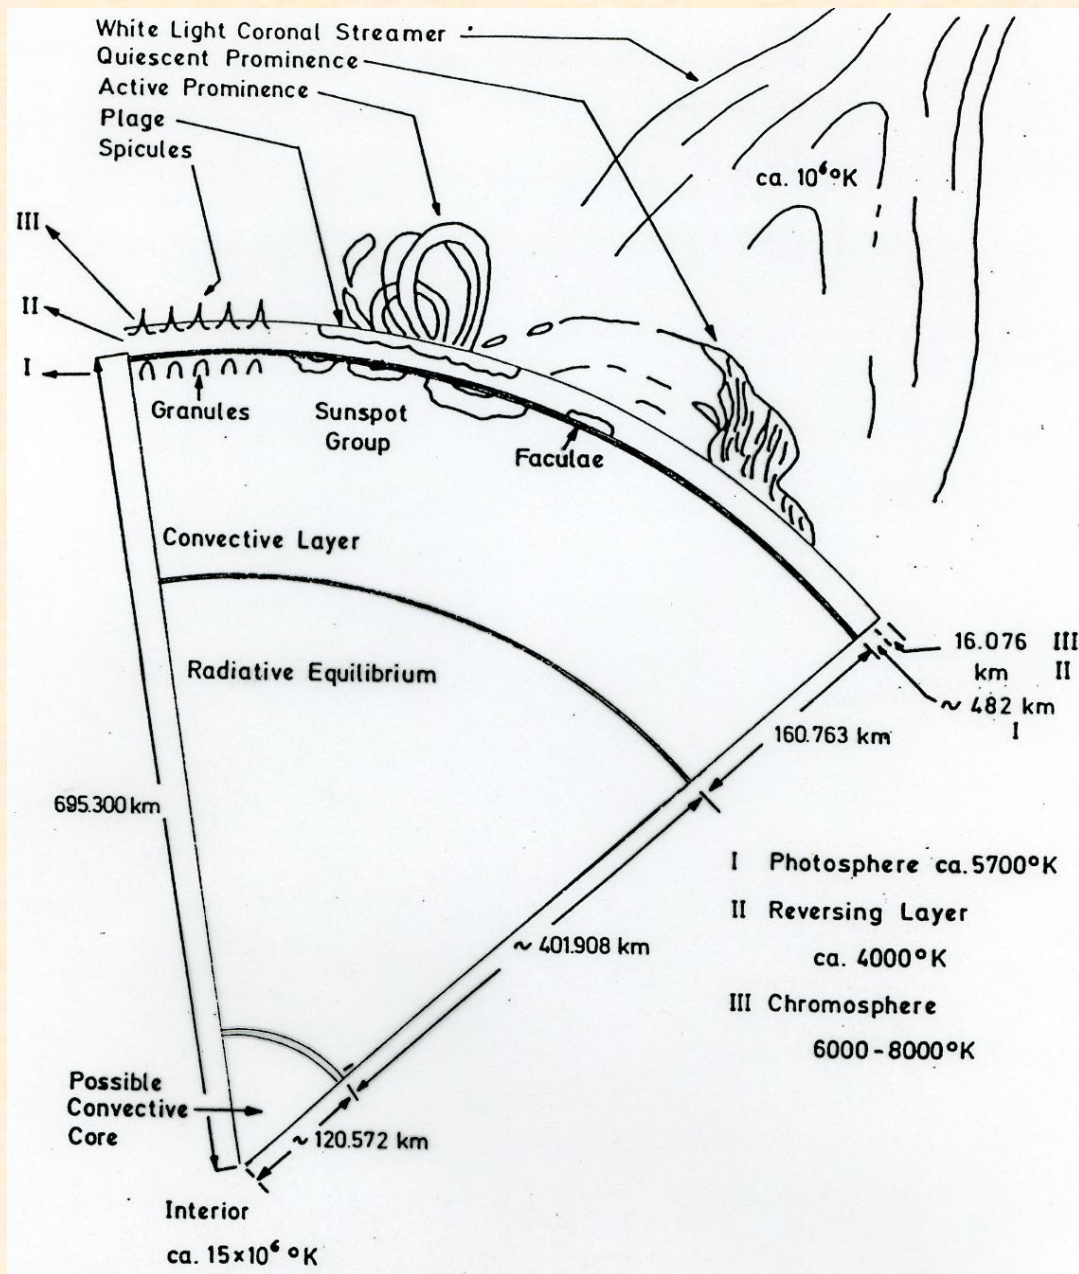 White Light Coronal Streamer
Quiescent Prominence
Active Prominence
Plage
Spicules
ca. 10⁶ °K
III
II
I
Granules
Sunspot
Group
Faculae
Convective Layer
Radiative Equilibrium
16.076 III
km II
~ 482 km
I
160.763 km
695.300 km
I Photosphere ca. 5700°K
II Reversing Layer
ca. 4000°K
III Chromosphere
6000-8000°K
~ 401.908 km
Possible
Convective
Core
~ 120.572 km
Interior
ca. 15×10⁶ °K